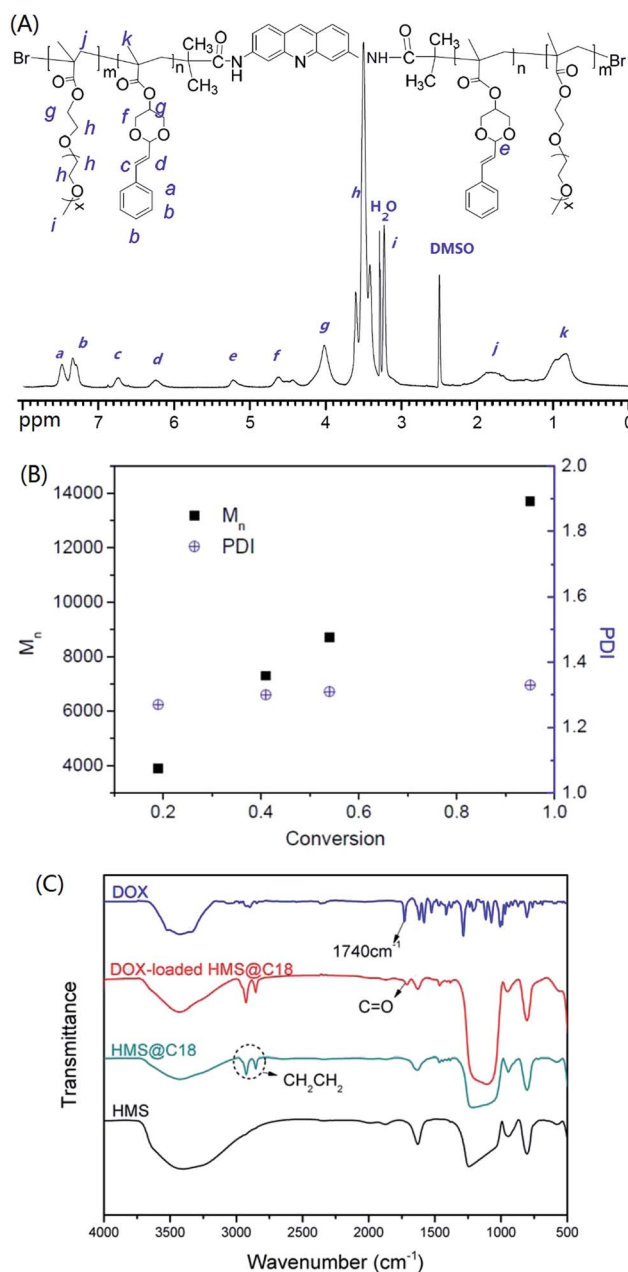 (A)
Br
j
m
k
n
CH₃
CH₃
O
NH
N
NH
O
CH₃
CH₃
n
m
Br
O
O
g
h
O
h
h
O
x
i
O
O
g
f
O
O
c
d
a
b
b
O
O
O
O
e
O
O
O
O
x
a
b
c
d
e
f
g
h
H₂O
i
DMSO
j
k
ppm
7
6
5
4
3
2
1
0
(B)
14000
12000
10000
8000
6000
4000
Mₙ
Mₙ
PDI
2.0
1.8
1.6
1.4
1.2
1.0
PDI
0.2
0.4
0.6
0.8
1.0
Conversion
(C)
DOX
1740cm⁻¹
DOX-loaded HMS@C18
C=O
HMS@C18
CH₂CH₂
HMS
Transmittance
4000 3500 3000 2500 2000 1500 1000 500
Wavenumber (cm⁻¹)